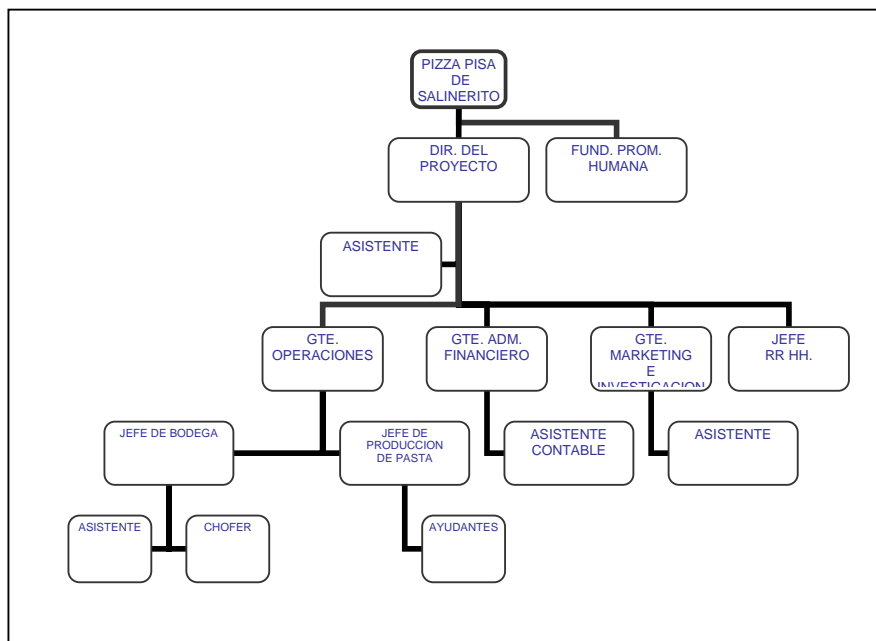 PIZZA PISA
DE
SALINERITO
DIR. DEL
PROYECTO
FUND. PROM.
HUMANA
ASISTENTE
GTE.
OPERACIONES
GTE. ADM.
FINANCIERO
GTE.
MARKETING
E
INVESTIGACION
JEFE
RR HH.
JEFE DE BODEGA
JEFE DE
PRODUCCION
DE PASTA
ASISTENTE
CONTABLE
ASISTENTE
ASISTENTE
CHOFER
AYUDANTES